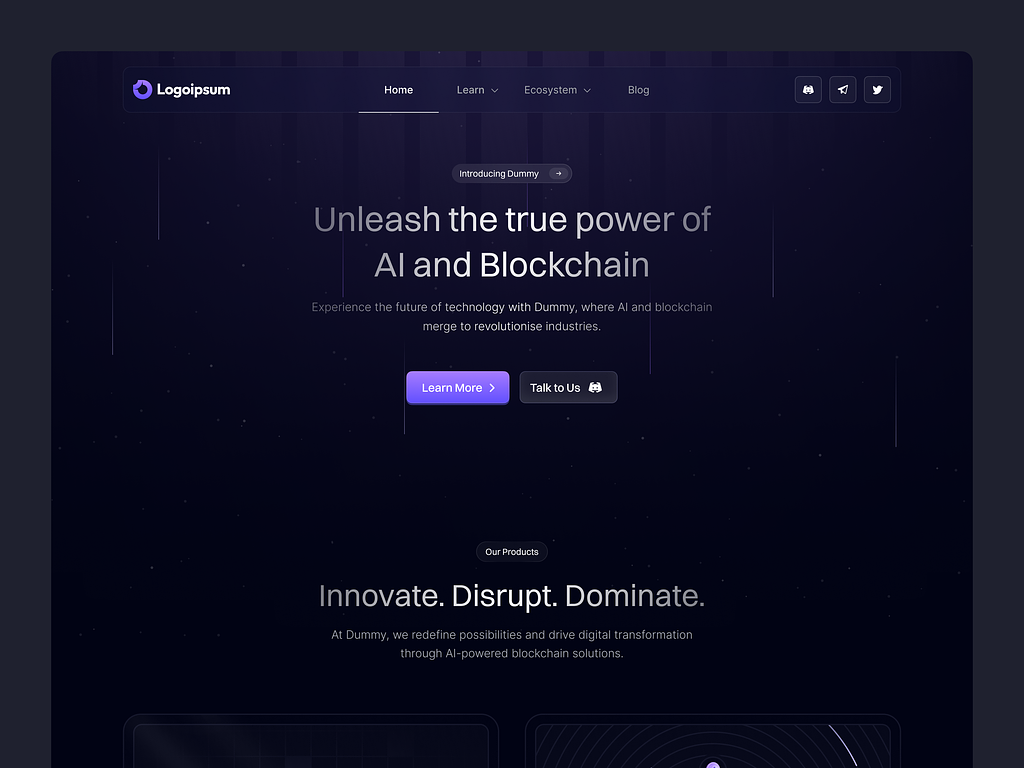 Logoipsum
Home
Learn
Ecosystem
Blog
Introducing Dummy
Unleash the true power of
AI and Blockchain
Experience the future of technology with Dummy, where AI and blockchain
merge to revolutionise industries.
Learn More
Talk to Us
Our Products
Innovate. Disrupt. Dominate.
At Dummy, we redefine possibilities and drive digital transformation
through AI-powered blockchain solutions.